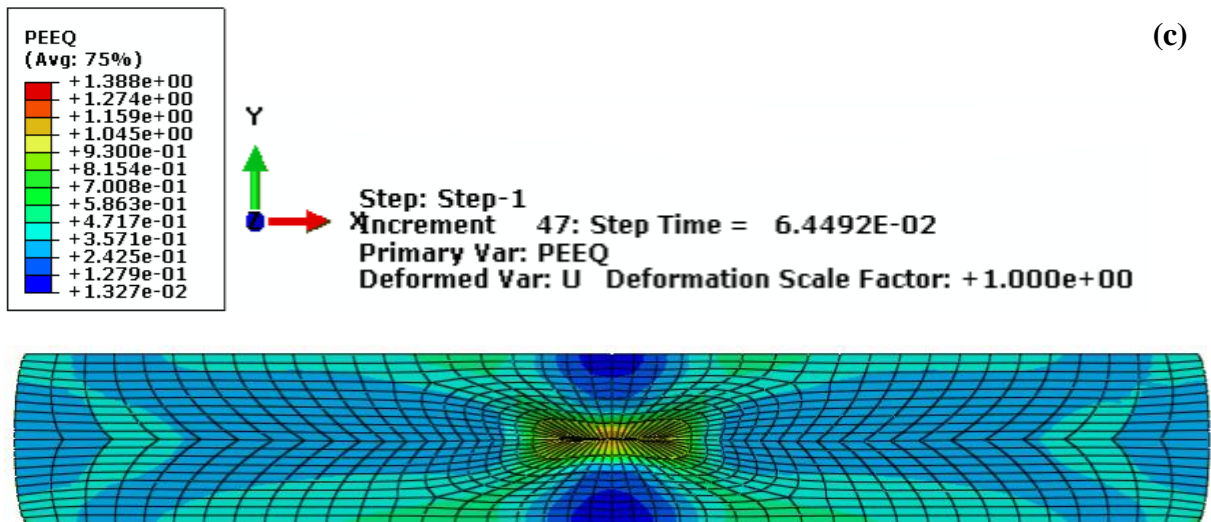 PEEQ
(Avg: 75%)
+1.388e+00
+1.274e+00
+1.159e+00
+1.045e+00
+9.300e-01
+8.154e-01
+7.008e-01
+5.863e-01
+4.717e-01
+3.571e-01
+2.425e-01
+1.279e-01
+1.327e-02
(c)
Y
Z
X
Step: Step-1
Increment 47: Step Time = 6.4492E-02
Primary Var: PEEQ
Deformed Var: U Deformation Scale Factor: +1.000e+00